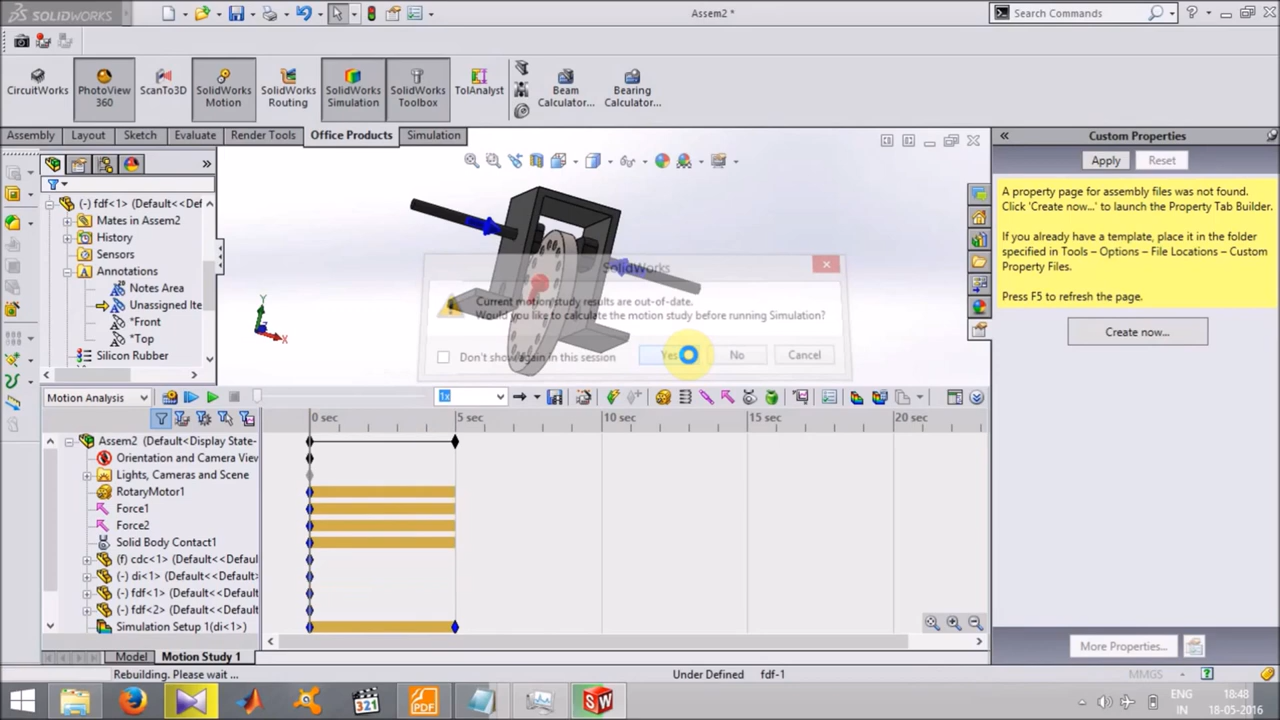 SOLIDWORKS
Assem2 *
Search Commands
CircuitWorks
PhotoView
360
ScanTo3D
SolidWorks
Motion
SolidWorks
Routing
SolidWorks
Simulation
SolidWorks
Toolbox
TolAnalyst
Beam
Calculator...
Bearing
Calculator...
Assembly
Layout
Sketch
Evaluate
Render Tools
Office Products
Simulation
Custom Properties
Apply
Reset
A property page for assembly files was not found.
Click 'Create now...' to launch the Property Tab Builder.
If you already have a template, place it in the folder
specified in Tools – Options – File Locations – Custom
Property Files.
Press F5 to refresh the page.
Create now...
(-) fdf<1> (Default<<Def
Mates in Assem2
History
Sensors
Annotations
Notes Area
Unassigned Ite
*Front
*Top
Silicon Rubber
Y
X
SolidWorks
Current motion study results are out-of-date.
Would you like to calculate the motion study before running Simulation?
Don't show again in this session
Yes
No
Cancel
Motion Analysis
1x
0 sec
5 sec
10 sec
15 sec
20 sec
Assem2 (Default<Display State-
Orientation and Camera View
Lights, Cameras and Scene
RotaryMotor1
Force1
Force2
Solid Body Contact1
(f) cdc<1> (Default<<Defaul
(-) di<1> (Default<<Default>
(-) fdf<1> (Default<<Default
(-) fdf<2> (Default<<Default
Simulation Setup 1(di<1>)
Model
Motion Study 1
More Properties...
Rebuilding. Please wait ...
Under Defined
fdf-1
MMGS
321
PDF
SW
ENG
IN
18:48
18-05-2016